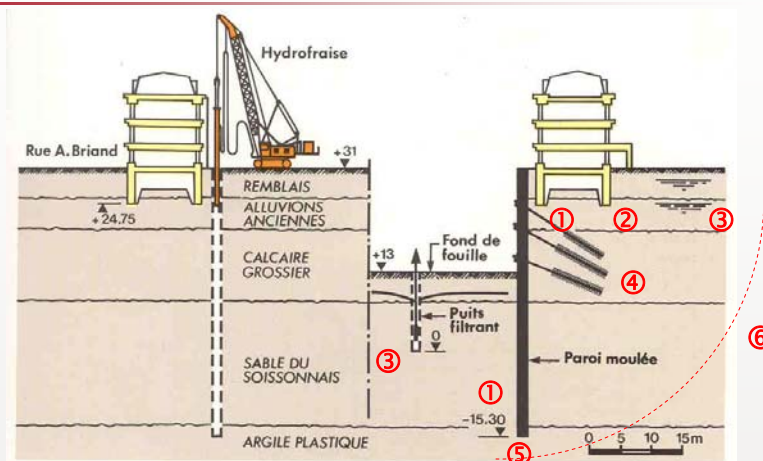 Hydrofraise
Rue A.Briand
+31
REMBLAIS
+24.75
ALLUVIONS
ANCIENNES
① ② ③
CALCAIRE
GROSSIER
+13
Fond de
fouille
④
Puits
filtrant
0
③
SABLE DU
SOISSONNAIS
Paroi moulée
⑥
①
-15.30
0 5 10 15m
ARGILE PLASTIQUE
⑤